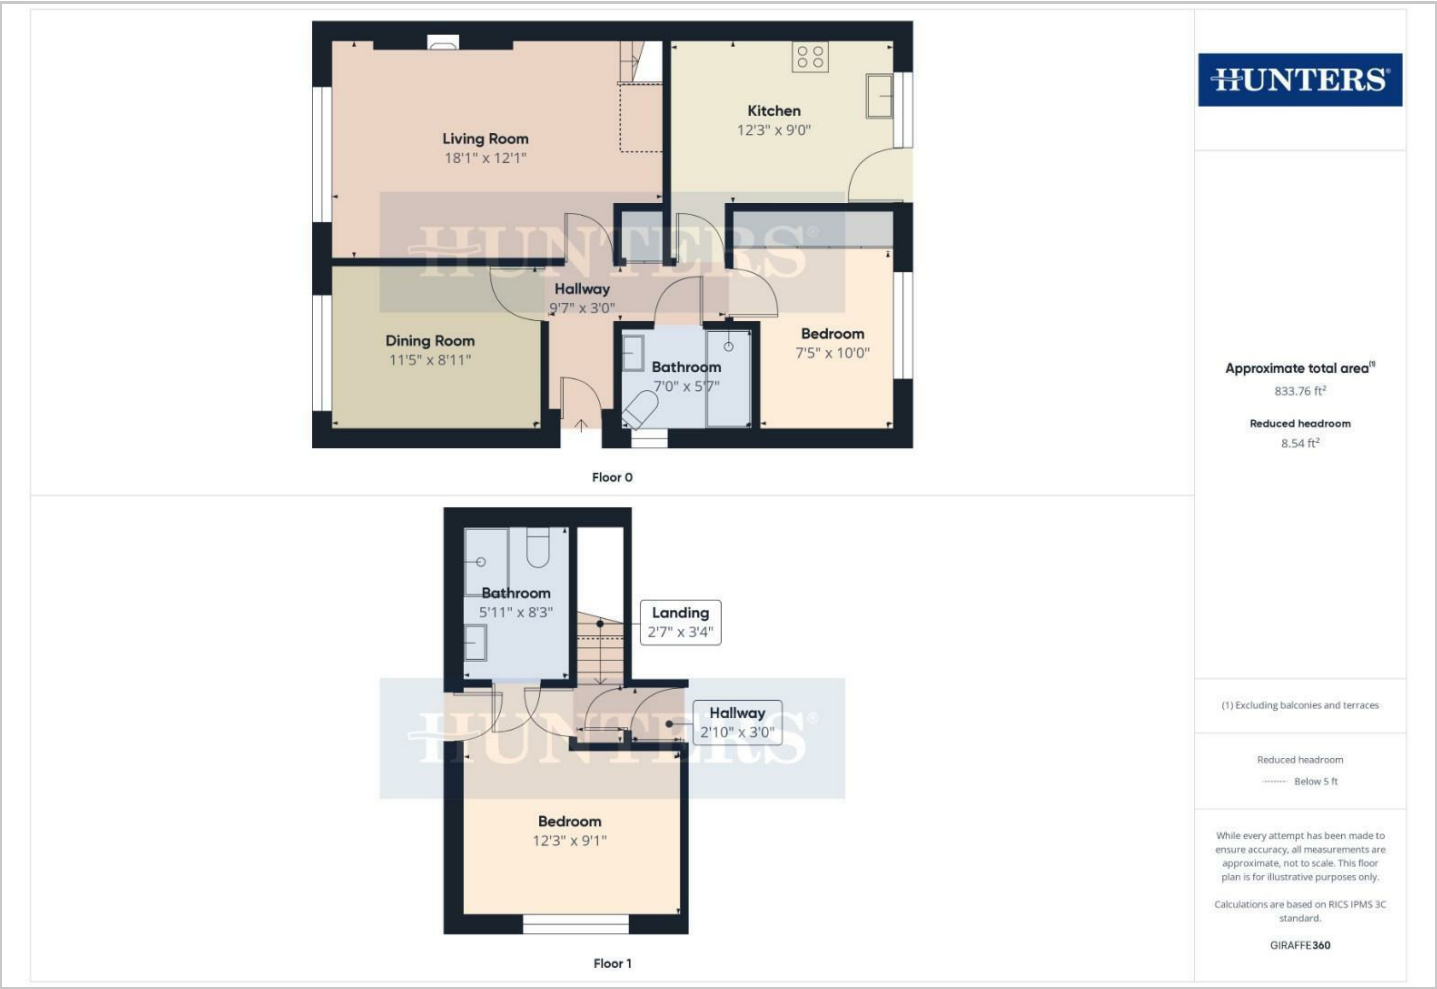 Living Room
18'1" x 12'1"
Kitchen
12'3" x 9'0"
HUNTERS®
Hallway
9'7" x 3'0"
Dining Room
11'5" x 8'11"
Bedroom
7'5" x 10'0"
Bathroom
7'0" x 5'7"
Floor 0
Bathroom
5'11" x 8'3"
Landing
2'7" x 3'4"
Hallway
2'10" x 3'0"
HUNTERS®
Bedroom
12'3" x 9'1"
Floor 1
HUNTERS®
Approximate total area(1)
833.76 ft²
Reduced headroom
8.54 ft²
(1) Excluding balconies and terraces
Reduced headroom
Below 5 ft
While every attempt has been made to
ensure accuracy, all measurements are
approximate, not to scale. This floor
plan is for illustrative purposes only.
Calculations are based on RICS IPMS 3C
standard.
GIRAFFE360